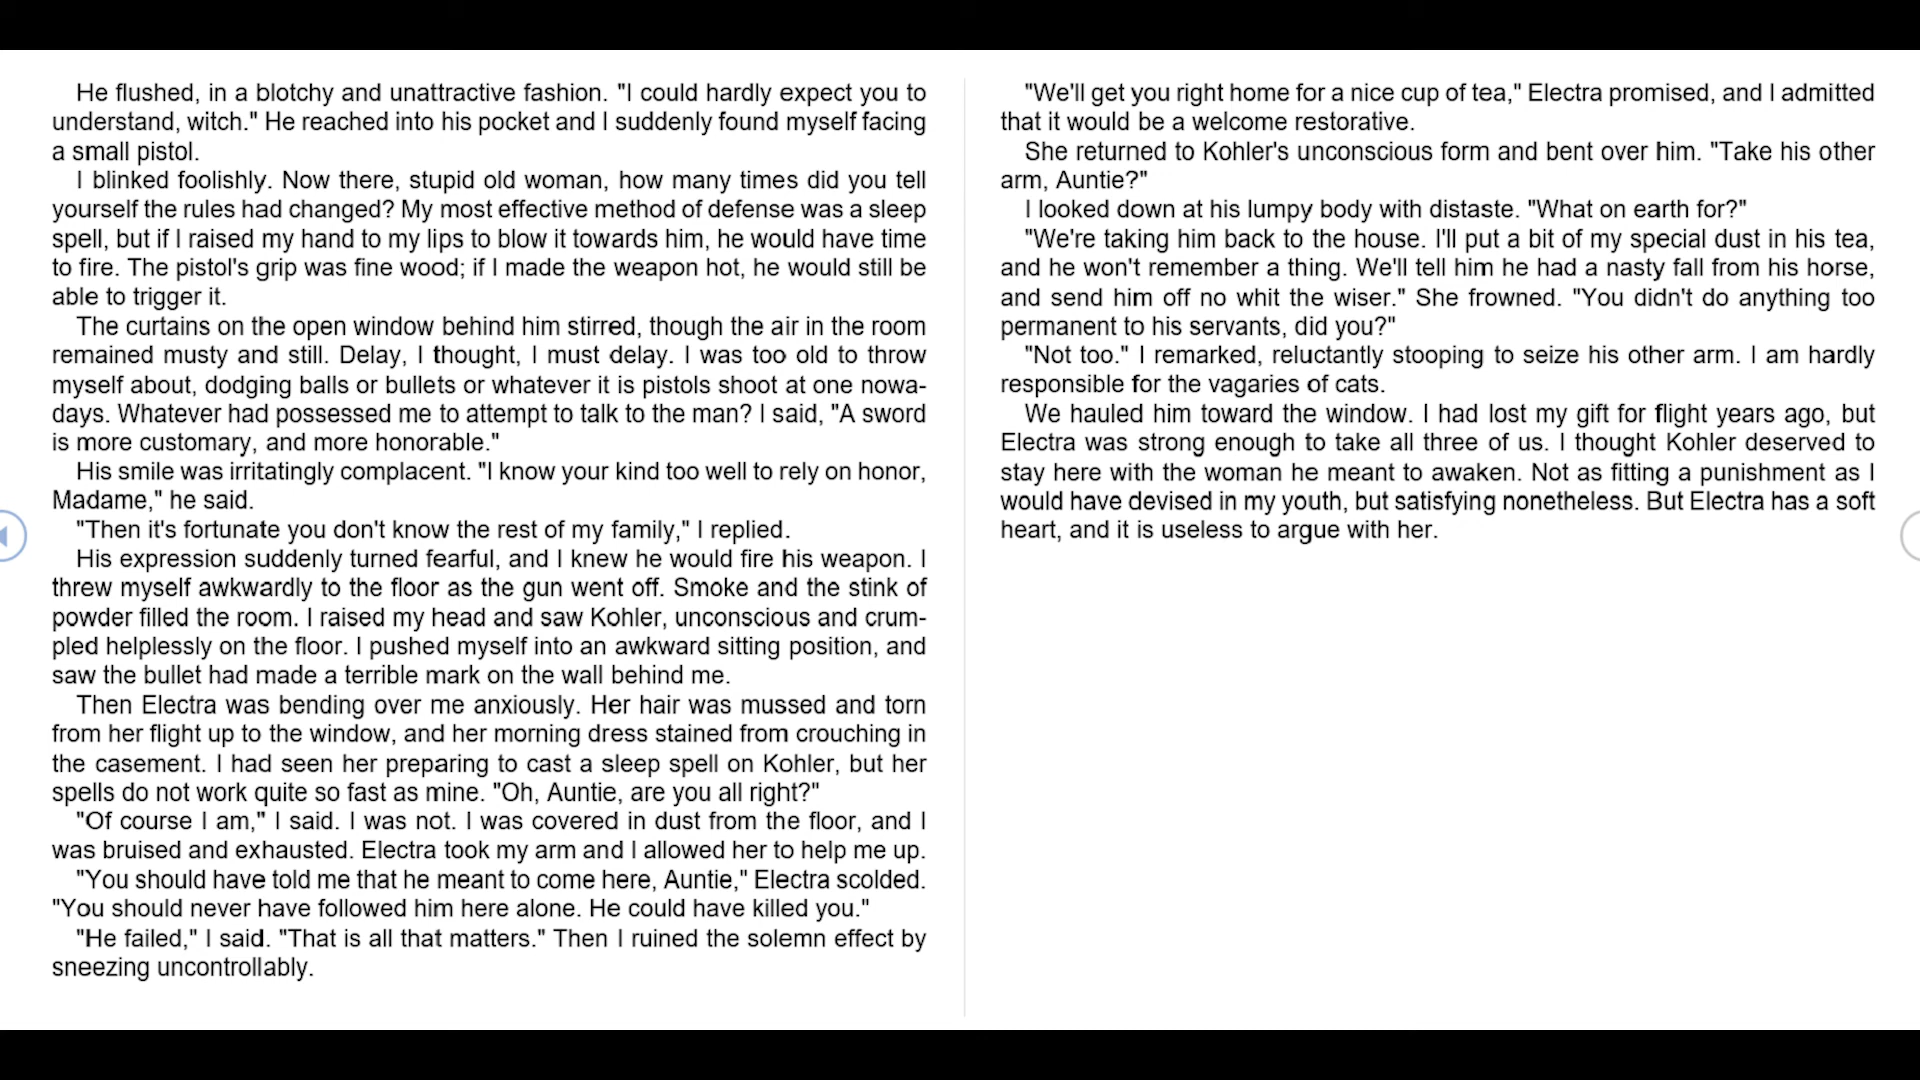 He flushed, in a blotchy and unattractive fashion. "I could hardly expect you to
understand, witch." He reached into his pocket and I suddenly found myself facing
a small pistol.
I blinked foolishly. Now there, stupid old woman, how many times did you tell
yourself the rules had changed? My most effective method of defense was a sleep
spell, but if I raised my hand to my lips to blow it towards him, he would have time
to fire. The pistol's grip was fine wood; if I made the weapon hot, he would still be
able to trigger it.
The curtains on the open window behind him stirred, though the air in the room
remained musty and still. Delay, I thought, I must delay. I was too old to throw
myself about, dodging balls or bullets or whatever it is pistols shoot at one nowa-
days. Whatever had possessed me to attempt to talk to the man? I said, "A sword
is more customary, and more honorable."
His smile was irritatingly complacent. "I know your kind too well to rely on honor,
Madame," he said.
"Then it's fortunate you don't know the rest of my family," I replied.
His expression suddenly turned fearful, and I knew he would fire his weapon. I
threw myself awkwardly to the floor as the gun went off. Smoke and the stink of
powder filled the room. I raised my head and saw Kohler, unconscious and crum-
pled helplessly on the floor. I pushed myself into an awkward sitting position, and
saw the bullet had made a terrible mark on the wall behind me.
Then Electra was bending over me anxiously. Her hair was mussed and torn
from her flight up to the window, and her morning dress stained from crouching in
the casement. I had seen her preparing to cast a sleep spell on Kohler, but her
spells do not work quite so fast as mine. "Oh, Auntie, are you all right?"
"Of course I am," I said. I was not. I was covered in dust from the floor, and I
was bruised and exhausted. Electra took my arm and I allowed her to help me up.
"You should have told me that he meant to come here, Auntie," Electra scolded.
"You should never have followed him here alone. He could have killed you."
"He failed," I said. "That is all that matters." Then I ruined the solemn effect by
sneezing uncontrollably.
"We'll get you right home for a nice cup of tea," Electra promised, and I admitted
that it would be a welcome restorative.
She returned to Kohler's unconscious form and bent over him. "Take his other
arm, Auntie?"
I looked down at his lumpy body with distaste. "What on earth for?"
"We're taking him back to the house. I'll put a bit of my special dust in his tea,
and he won't remember a thing. We'll tell him he had a nasty fall from his horse,
and send him off no whit the wiser." She frowned. "You didn't do anything too
permanent to his servants, did you?"
"Not too." I remarked, reluctantly stooping to seize his other arm. I am hardly
responsible for the vagaries of cats.
We hauled him toward the window. I had lost my gift for flight years ago, but
Electra was strong enough to take all three of us. I thought Kohler deserved to
stay here with the woman he meant to awaken. Not as fitting a punishment as I
would have devised in my youth, but satisfying nonetheless. But Electra has a soft
heart, and it is useless to argue with her.